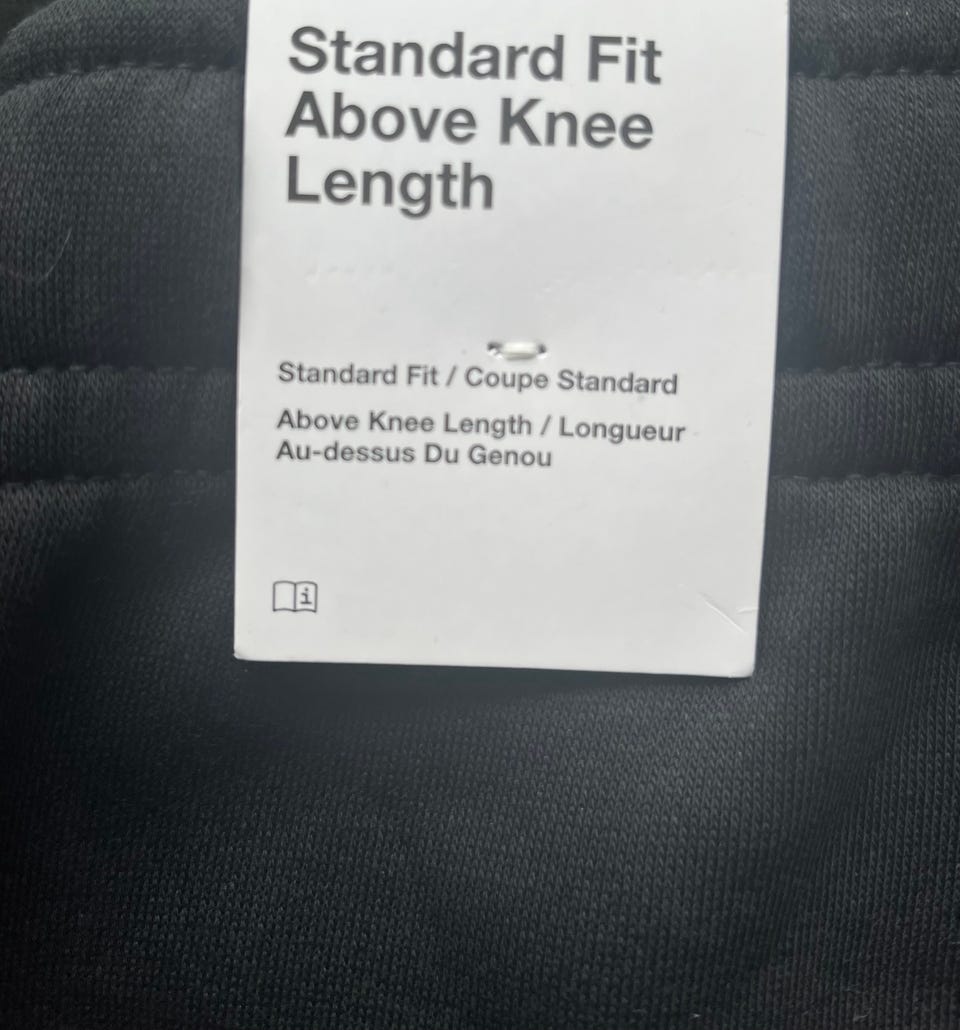 Standard Fit
Above Knee
Length
Standard Fit / Coupe Standard
Above Knee Length / Longueur
Au-dessus Du Genou
i